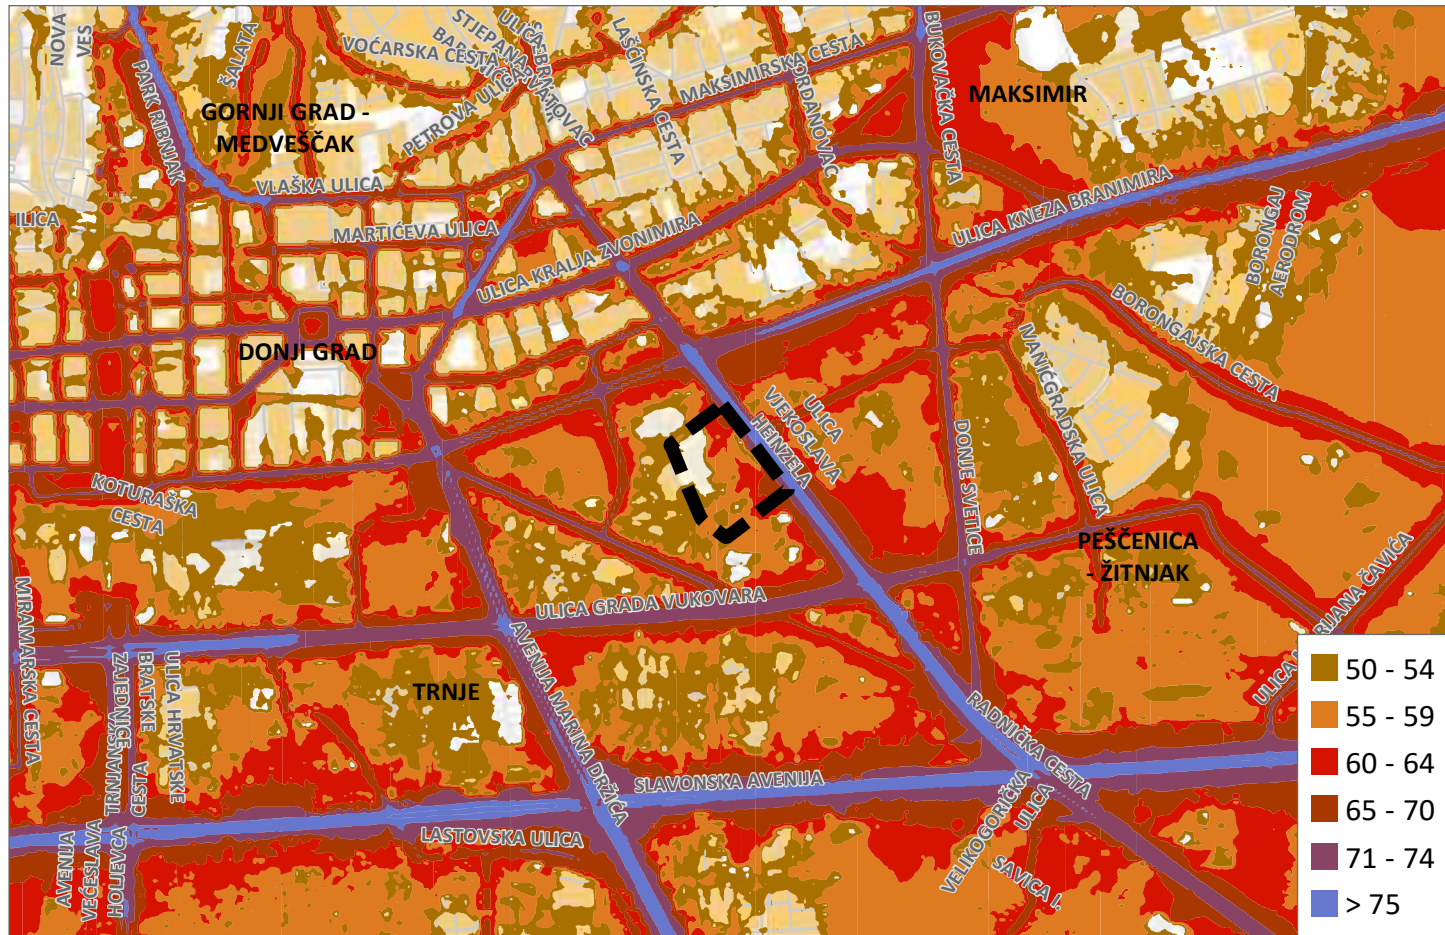 NOVA
VES
ŠALATA
VOĆARSKA CESTA
STJEPANA
LAŠČINSKA CESTA
MAKSIMIRSKA CESTA
BUKOVAČKA CESTA
PARK RIBNJAK
GORNJI GRAD -
MEDVEŠČAK
PETROVA ULICA
JORDANOVAC
MAKSIMIR
VLAŠKA ULICA
ILICA
MARTIĆEVA ULICA
ULICA KRALJA ZVONIMIRA
ULICA KNEZA BRANIMIRA
BORONGAJ
AERODROM
BORONGAJSKA CESTA
DONJI GRAD
IVANIĆGRADSKA ULICA
ULICA
VJEKOSLAVA
HEINZELA
DONJE SVETICE
KOTURAŠKA
CESTA
PEŠČENICA
- ŽITNJAK
MIRAMARSKA CESTA
ULICA GRADA VUKOVARA
AVENIJA MARINA DRŽIĆA
ULICA HRVATSKE
BRATSKE
ZAJEDNICE
TRNJANSKA
CESTA
TRNJE
RADNIČKA CESTA
SLAVONSKA AVENIJA
LASTOVSKA ULICA
AVENIJA
VEĆESLAVA
HOLJEVCA
VELIKOGORIČKA
ULICA
SAVICA I.
50 - 54
55 - 59
60 - 64
65 - 70
71 - 74
> 75